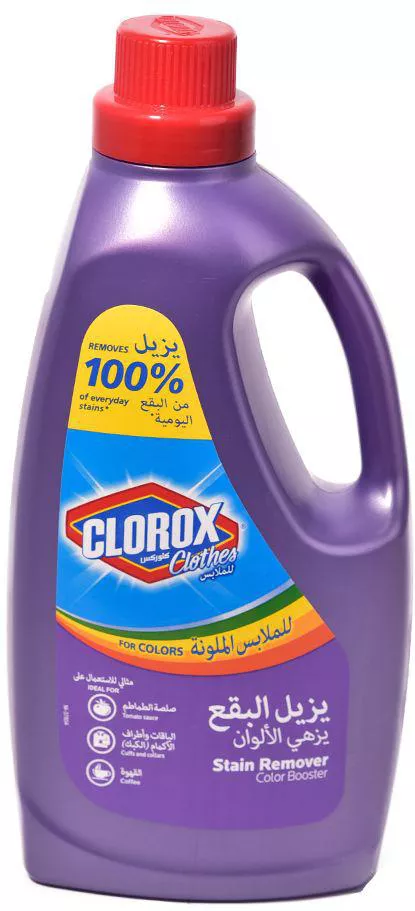 REMOVES يزيل
100%
of everyday
stains*
من البقع
اليومية*
CLOROX®
كلوركس
Clothes
للملابس
FOR COLORS للملابس الملونة
مثالي للاستعمال على
IDEAL FOR
صلصة الطماطم
Tomato sauce
الياقات وأطراف
الأكمام (الكبك)
Cuffs and collars
القهوة
Coffee
يزيل البقع
يزهي الألوان
Stain Remover
Color Booster